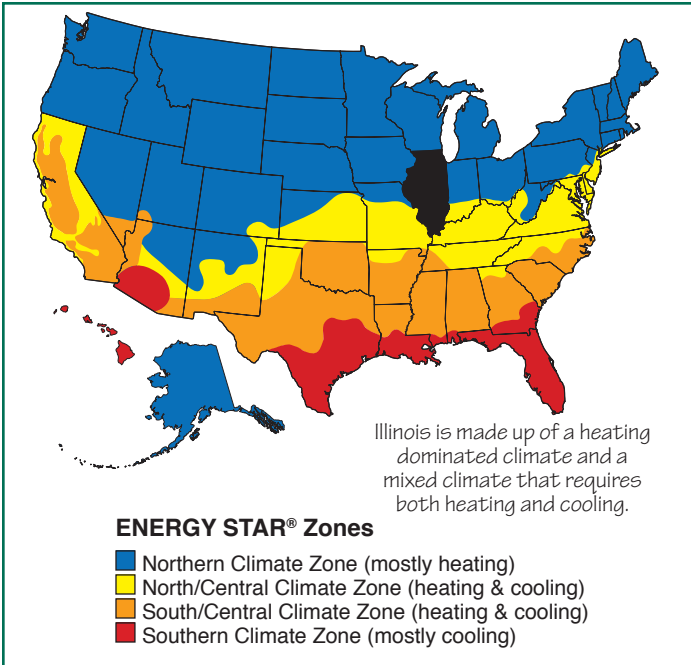 Illinois is made up of a heating
dominated climate and a
mixed climate that requires
both heating and cooling.
ENERGY STAR® Zones
Northern Climate Zone (mostly heating)
North/Central Climate Zone (heating & cooling)
South/Central Climate Zone (heating & cooling)
Southern Climate Zone (mostly cooling)